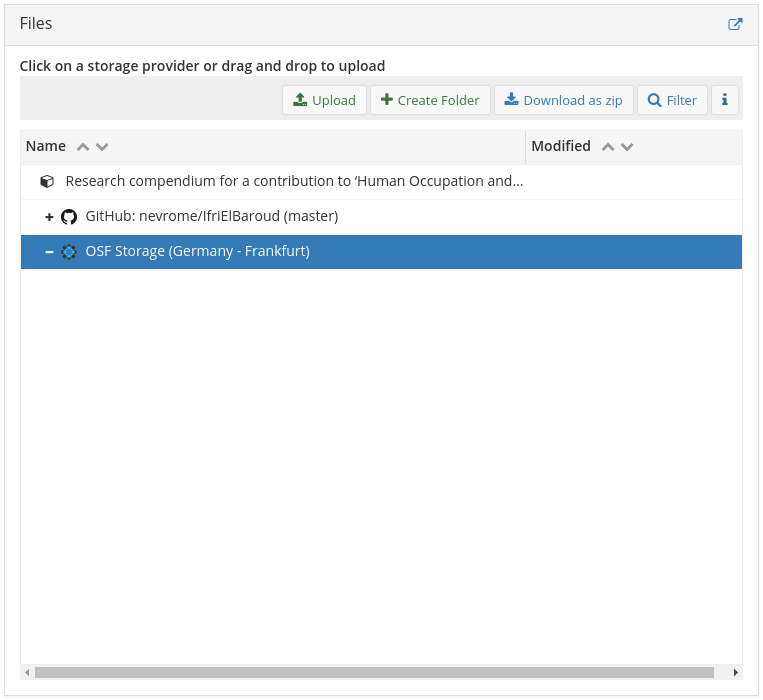 Files
Click on a storage provider or drag and drop to upload
Upload Create Folder Download as zip Filter i
Name Modified
Research compendium for a contribution to ‘Human Occupation and...
+ GitHub: nevrome/IfriElBaroud (master)
− OSF Storage (Germany - Frankfurt)